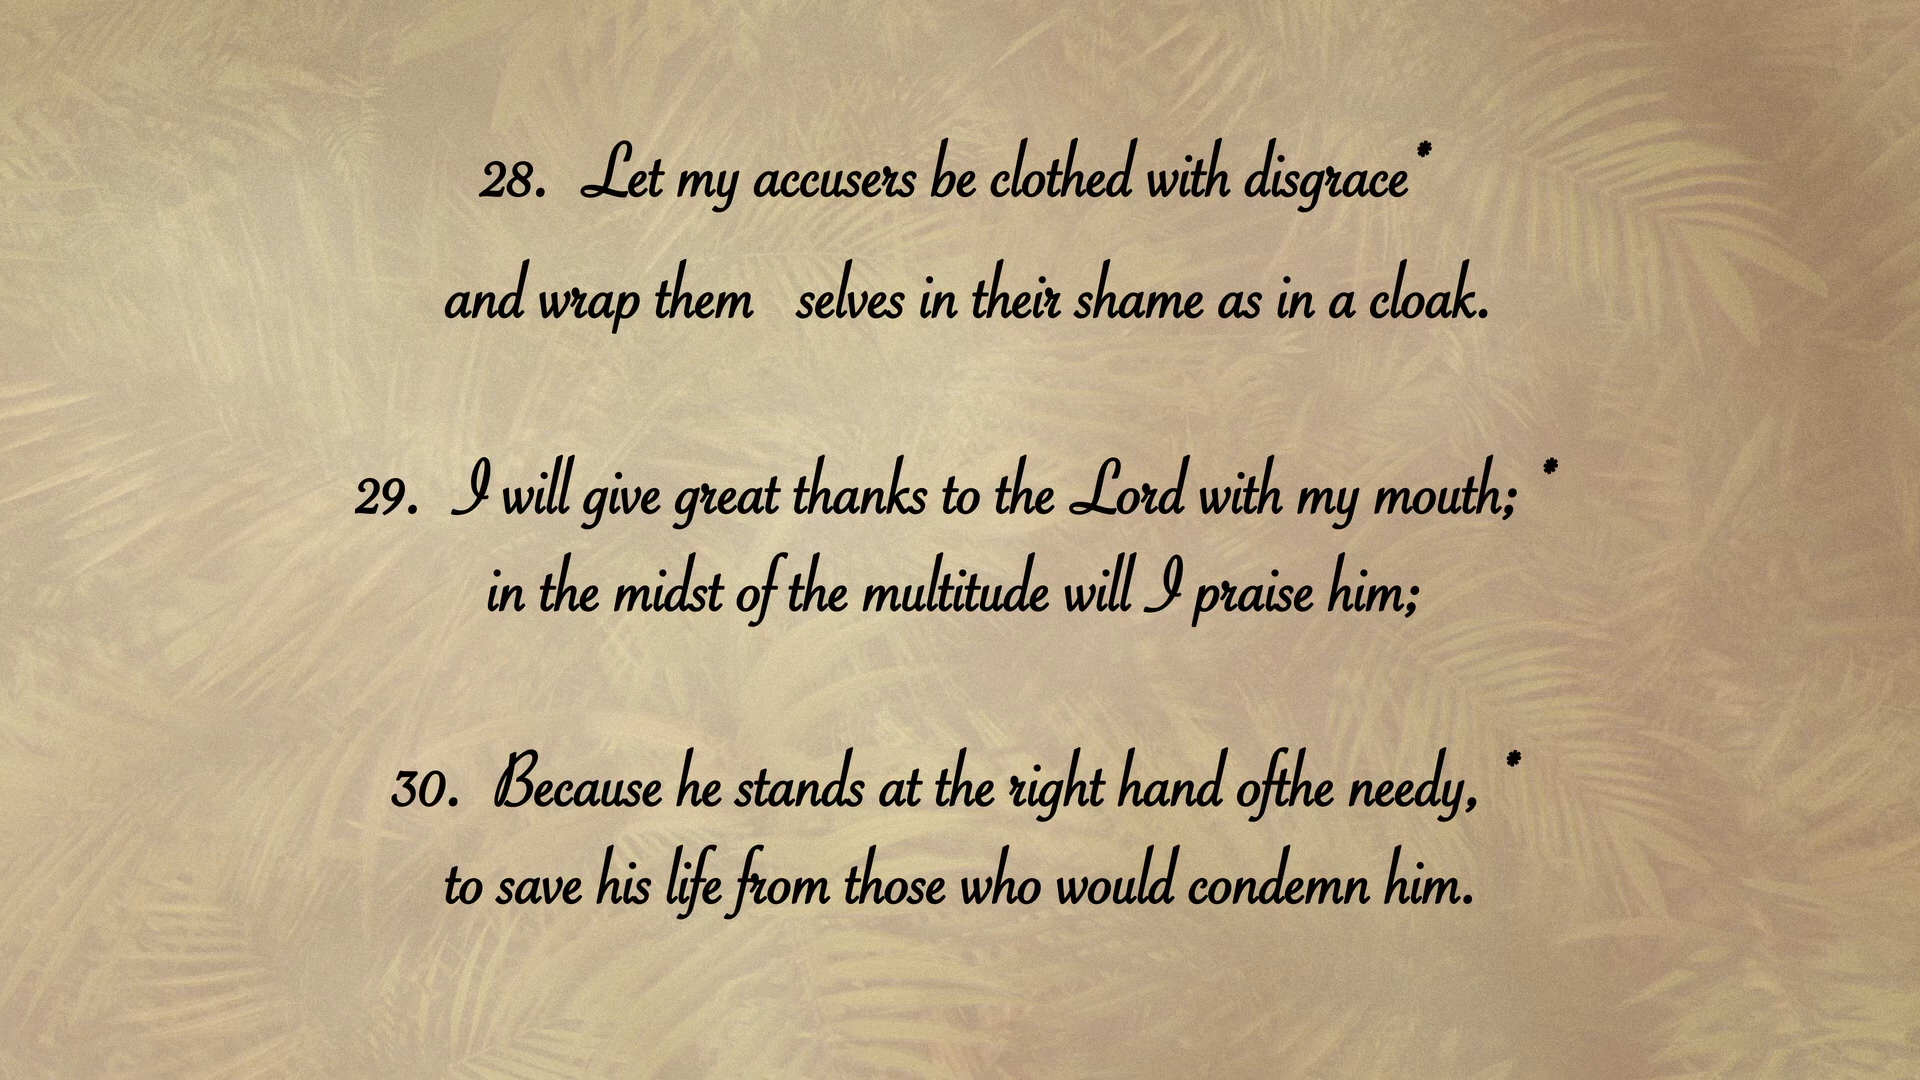 28. Let my accusers be clothed with disgrace*
and wrap them   selves in their shame as in a cloak.
29. I will give great thanks to the Lord with my mouth; *
in the midst of the multitude will I praise him;
30. Because he stands at the right hand ofthe needy, *
to save his life from those who would condemn him.